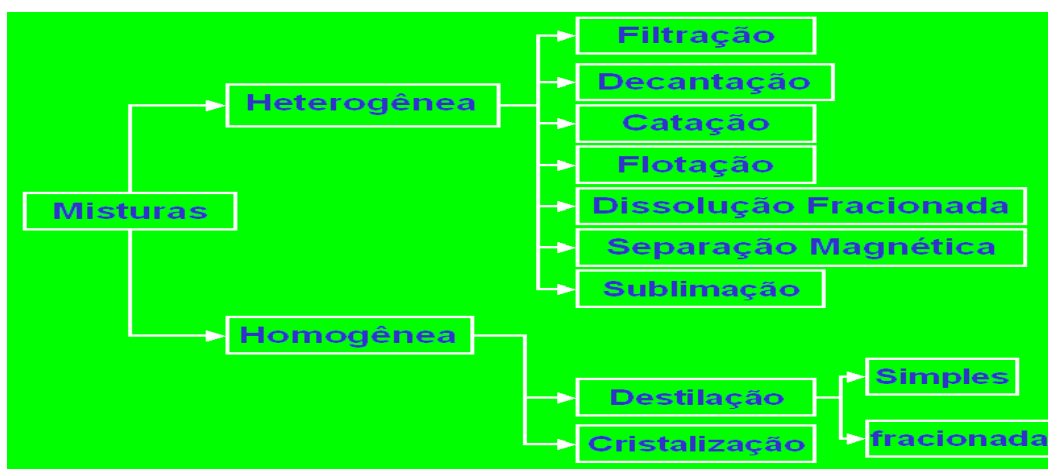 Misturas
Heterogênea
Filtração
Decantação
Catação
Flotação
Dissolução Fracionada
Separação Magnética
Sublimação
Homogênea
Destilação
Simples
fracionada
Cristalização